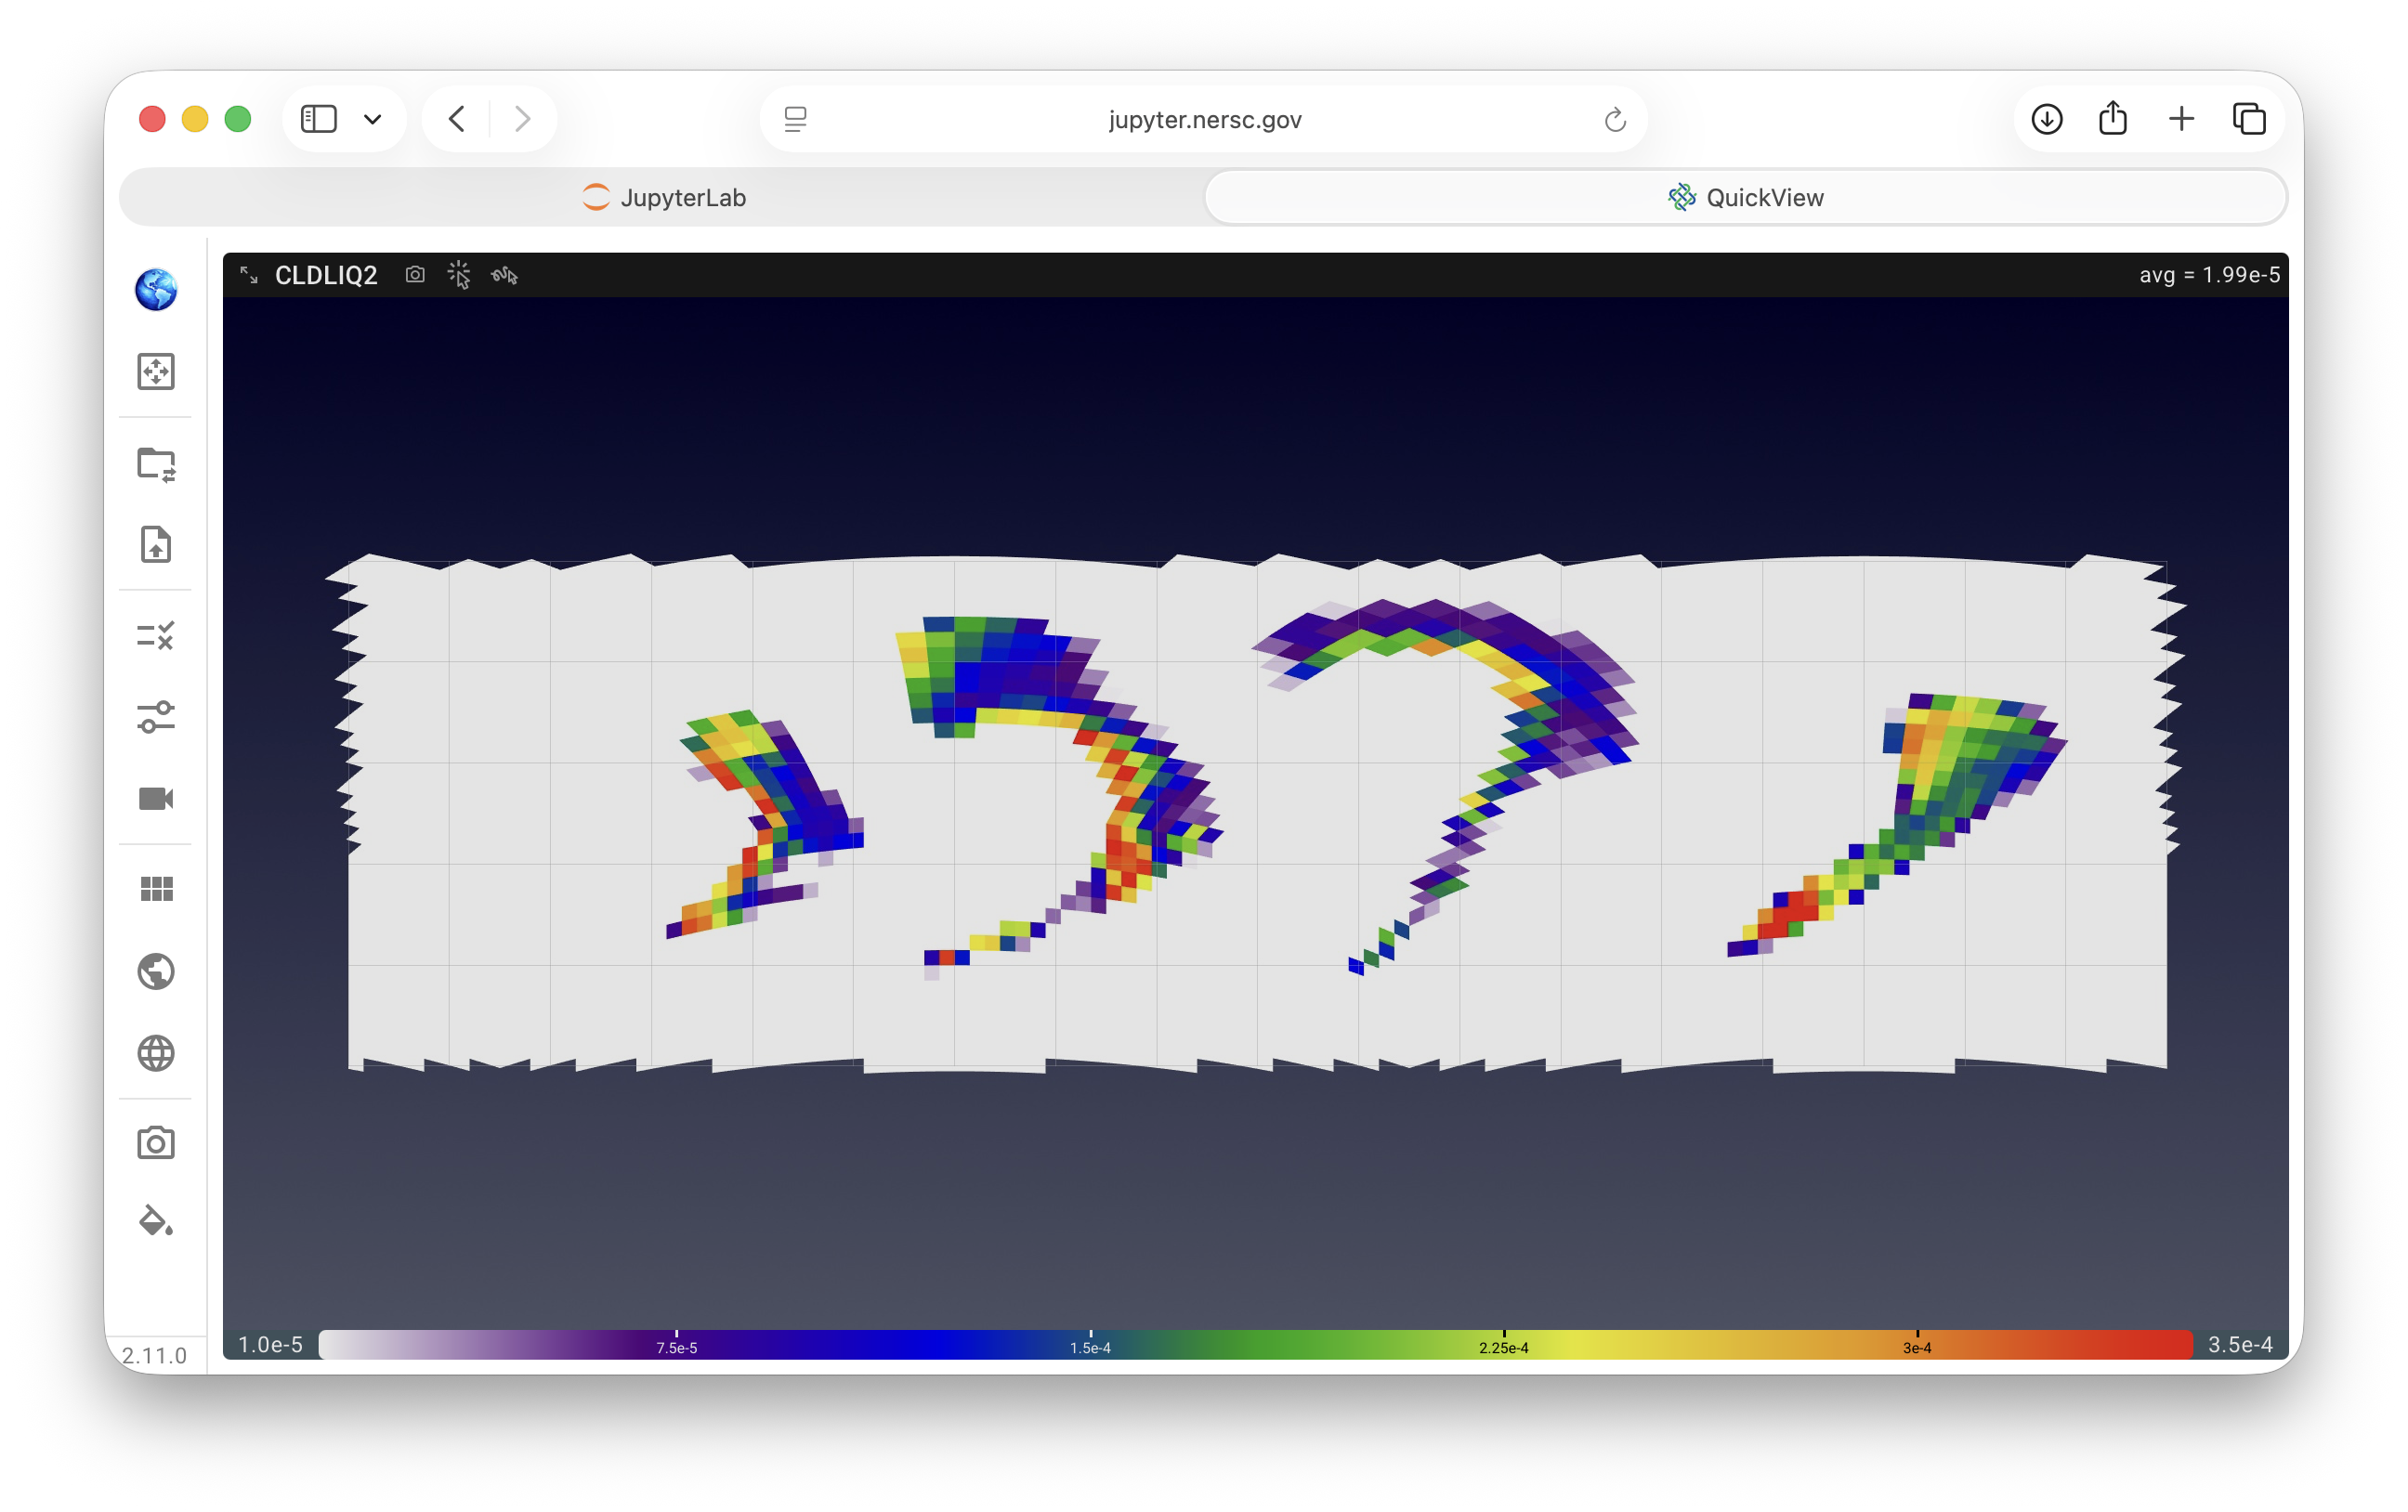 jupyter.nersc.gov
JupyterLab
QuickView
CLDLIQ2
avg = 1.99e-5
2.11.0
1.0e-5
7.5e-5
1.5e-4
2.25e-4
3e-4
3.5e-4